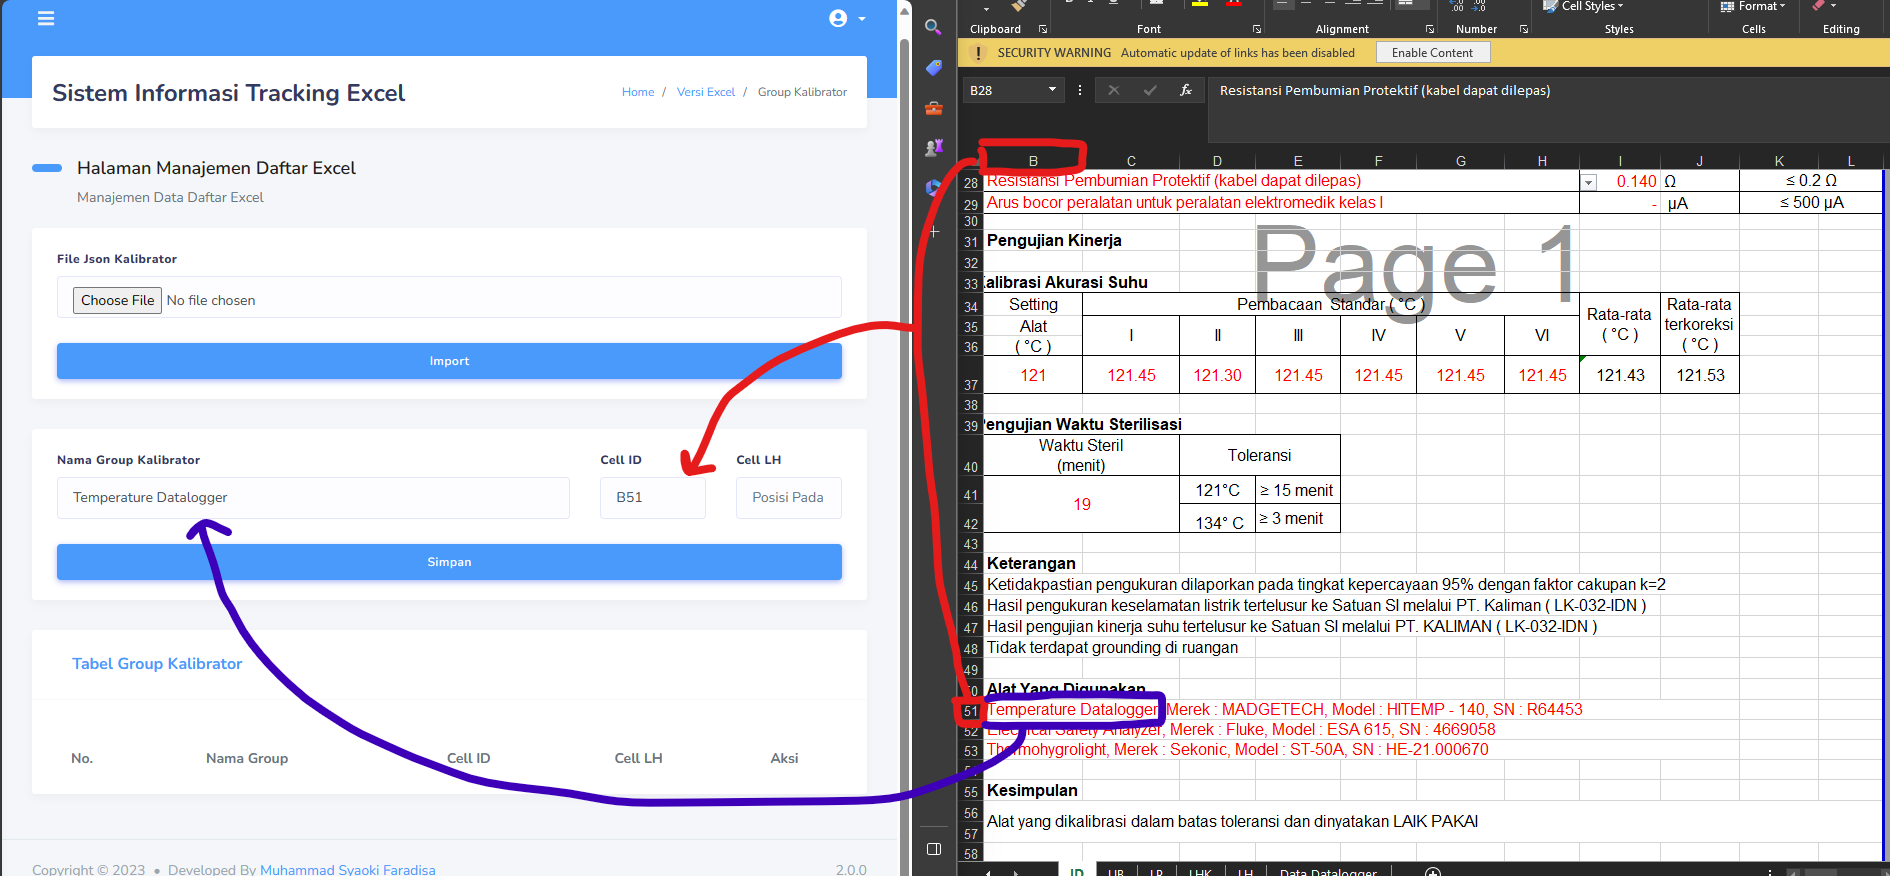 Sistem Informasi Tracking Excel
Home / Versi Excel / Group Kalibrator
Halaman Manajemen Daftar Excel
Manajemen Data Daftar Excel
File Json Kalibrator
Choose File No file chosen
Import
Nama Group Kalibrator
Cell ID
Cell LH
Temperature Datalogger
B51
Posisi Pada
Simpan
Tabel Group Kalibrator
No. Nama Group Cell ID Cell LH Aksi
Copyright © 2023 • Developed By Muhammad Syaoki Faradisa
2.0.0
Cell Styles
Format
Clipboard Font Alignment Number Styles Cells Editing
SECURITY WARNING Automatic update of links has been disabled Enable Content
B28 fx Resistansi Pembumian Protektif (kabel dapat dilepas)
B C D E F G H I J K L
28 Resistansi Pembumian Protektif (kabel dapat dilepas) 0.140 Ω ≤ 0.2 Ω
29 Arus bocor peralatan untuk peralatan elektromedik kelas I - µA ≤ 500 µA
30
31 Pengujian Kinerja
Page 1
32
33 Kalibrasi Akurasi Suhu
34 Setting Pembacaan Standar ( °C ) Rata-rata Rata-rata
35 Alat I II III IV V VI ( °C ) terkoreksi
36 ( °C ) ( °C )
37 121 121.45 121.30 121.45 121.45 121.45 121.45 121.43 121.53
38
39 Pengujian Waktu Sterilisasi
40 Waktu Steril (menit) Toleransi
41 19 121°C ≥ 15 menit
42 134° C ≥ 3 menit
43
44 Keterangan
45 Ketidakpastian pengukuran dilaporkan pada tingkat kepercayaan 95% dengan faktor cakupan k=2
46 Hasil pengukuran keselamatan listrik tertelusur ke Satuan SI melalui PT. Kaliman ( LK-032-IDN )
47 Hasil pengujian kinerja suhu tertelusur ke Satuan SI melalui PT. KALIMAN ( LK-032-IDN )
48 Tidak terdapat grounding di ruangan
49
50 Alat Yang Digunakan
51 Temperature Datalogger, Merek : MADGETECH, Model : HITEMP - 140, SN : R64453
52 Electrical Safety Analyzer, Merek : Fluke, Model : ESA 615, SN : 4669058
53 Thermohygrolight, Merek : Sekonic, Model : ST-50A, SN : HE-21.000670
55 Kesimpulan
56
57 Alat yang dikalibrasi dalam batas toleransi dan dinyatakan LAIK PAKAI
58
ID UB LP LHK LH Data Datalogger